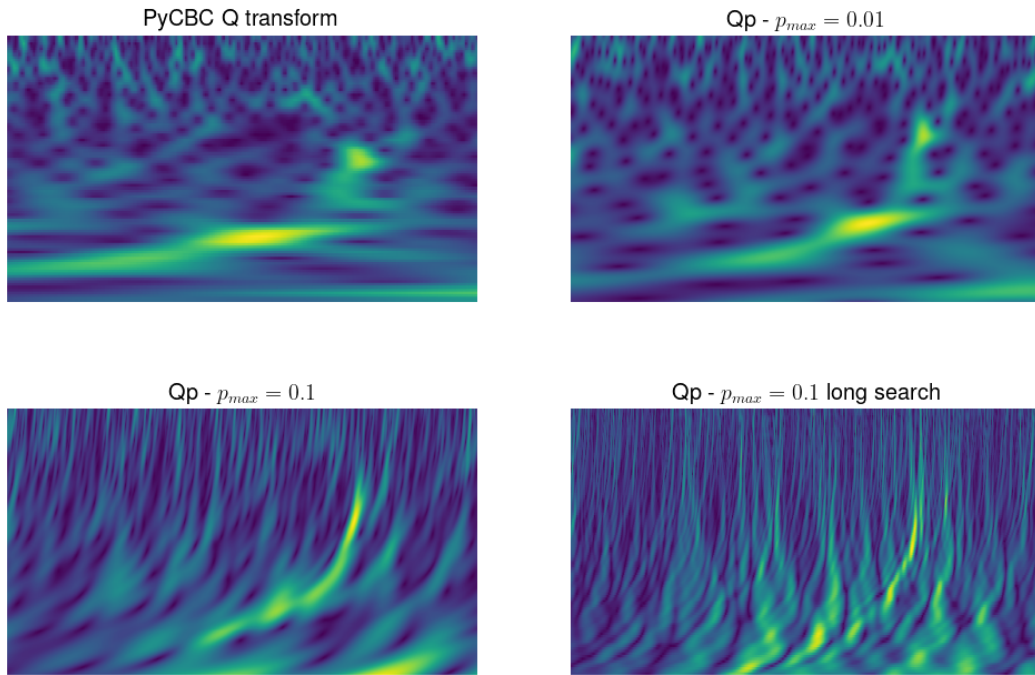 PyCBC Q transform
Qp - $p_{max} = 0.01$
Qp - $p_{max} = 0.1$
Qp - $p_{max} = 0.1$ long search